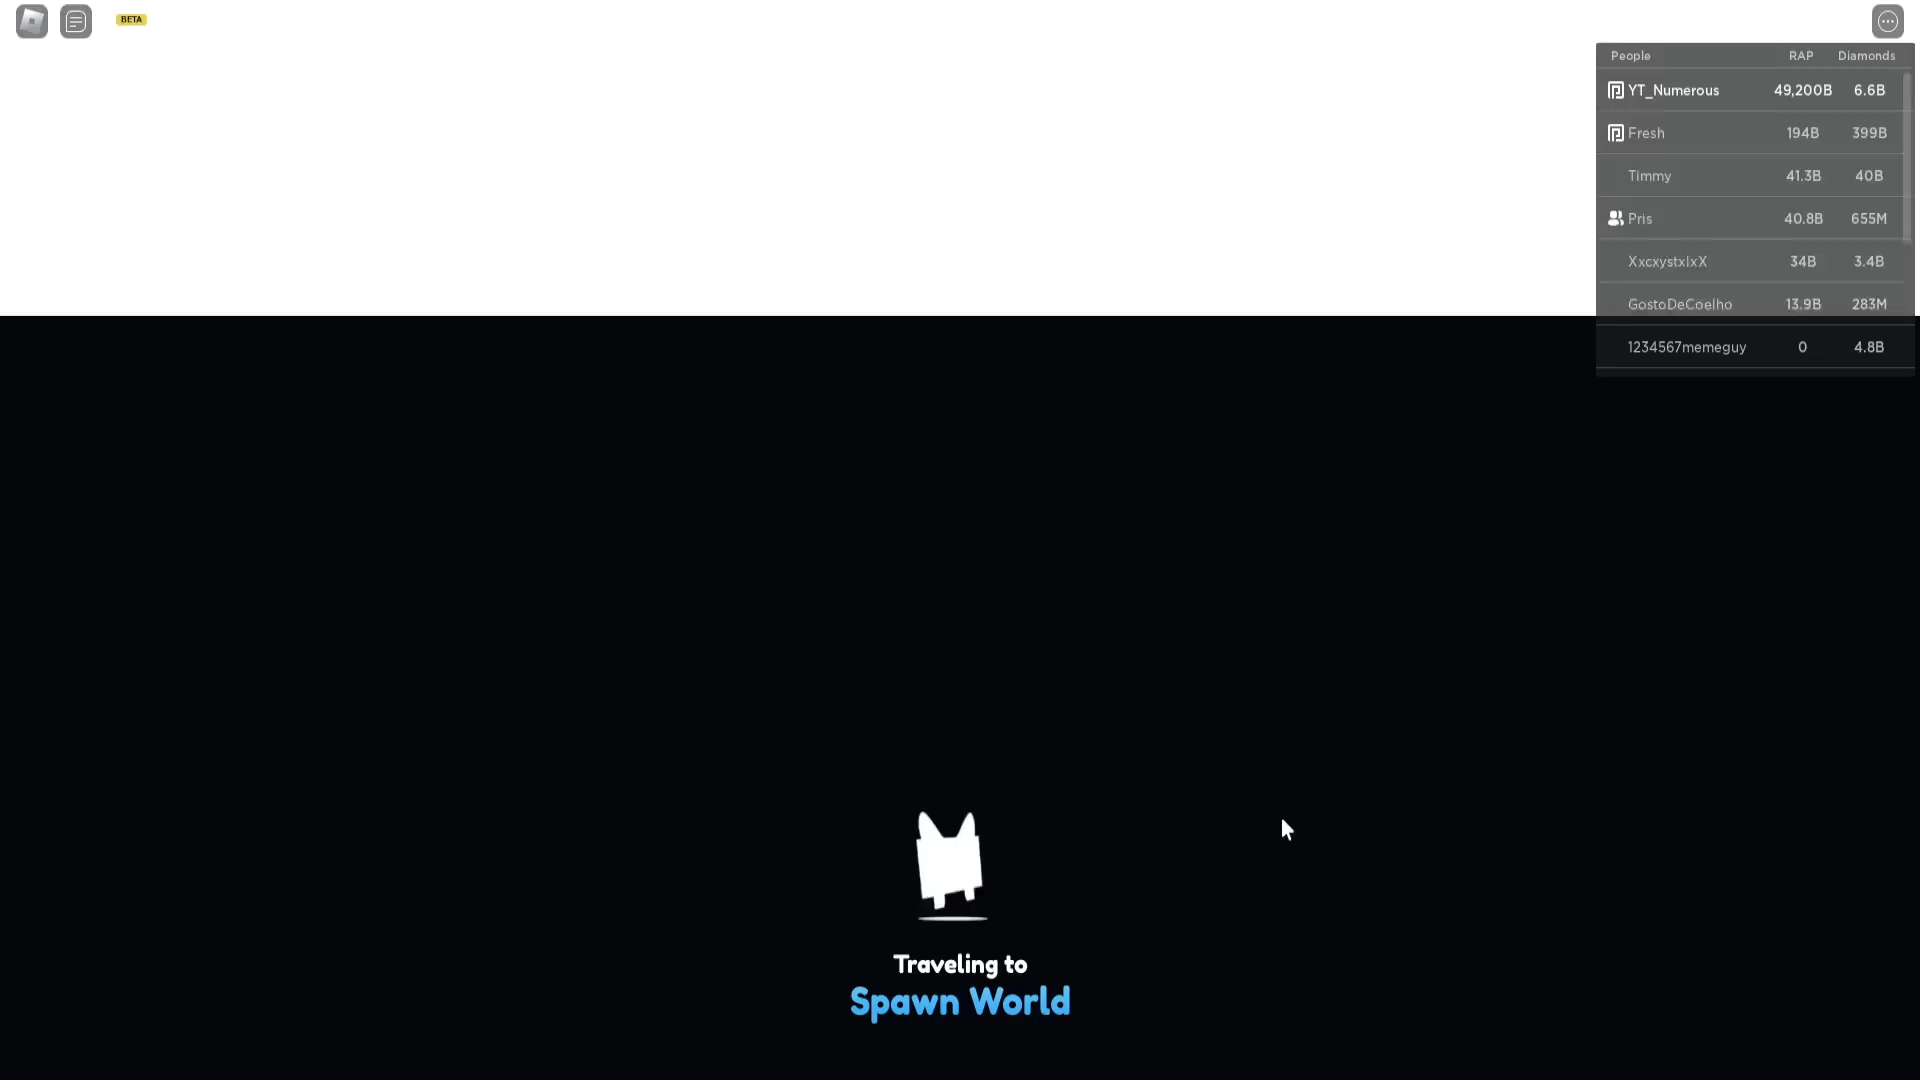 BETA
People RAP Diamonds
YT_Numerous 49,200B 6.6B
Fresh 194B 399B
Timmy 41.3B 40B
Pris 40.8B 655M
XxcxystxIxX 34B 3.4B
GostoDeCoelho 13.9B 283M
1234567memeguy 0 4.8B
Traveling to
Spawn World